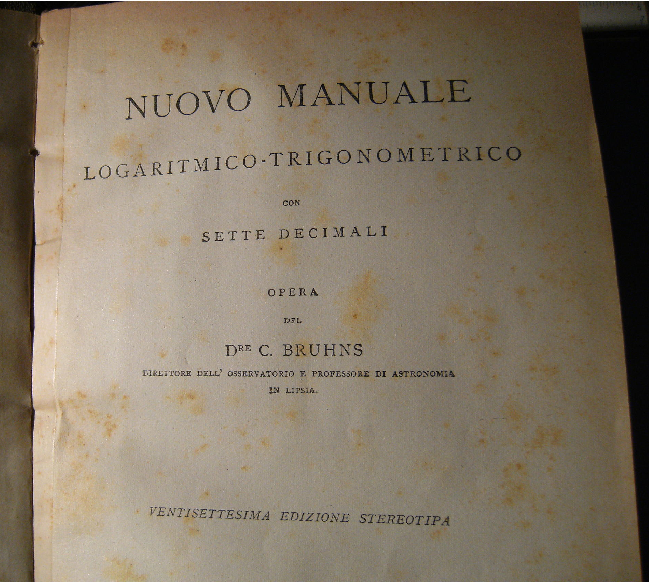 NUOVO MANUALE
LOGARITMICO-TRIGONOMETRICO
CON
SETTE DECIMALI
OPERA
DEL
DRE C. BRUHNS
DIRETTORE DELL' OSSERVATORIO E PROFESSORE DI ASTRONOMIA
IN LIPSIA.
VENTISETTESIMA EDIZIONE STEREOTIPA